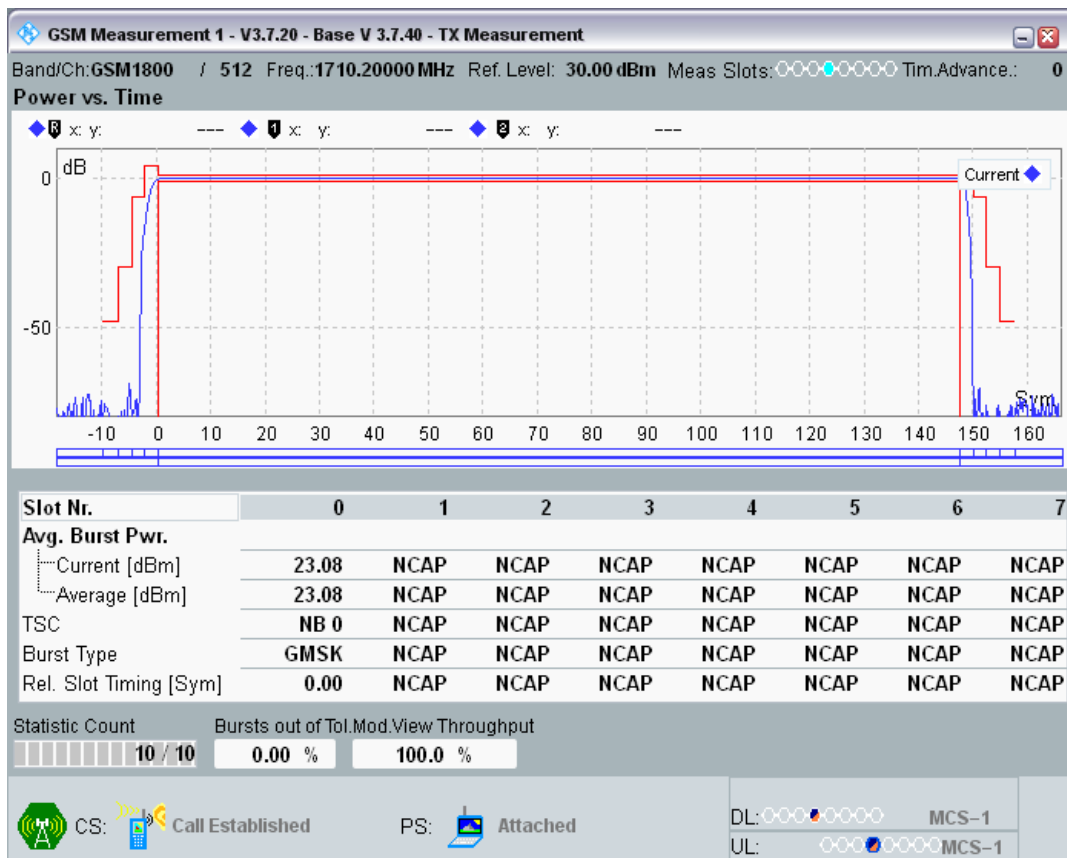 GSM Measurement 1 - V3.7.20 - Base V 3.7.40 - TX Measurement
Band/Ch:GSM1800 / 512 Freq.:1710.20000 MHz Ref. Level: 30.00 dBm Meas Slots: Tim.Advance.: 0
Power vs. Time
R x: y: --- 1 x: y: --- 2 x: y: ---
dB
Current
0
-50
Sym
-10 0 10 20 30 40 50 60 70 80 90 100 110 120 130 140 150 160
Slot Nr. 0 1 2 3 4 5 6 7
Avg. Burst Pwr.
Current [dBm] 23.08 NCAP NCAP NCAP NCAP NCAP NCAP NCAP
Average [dBm] 23.08 NCAP NCAP NCAP NCAP NCAP NCAP NCAP
TSC NB 0 NCAP NCAP NCAP NCAP NCAP NCAP NCAP
Burst Type GMSK NCAP NCAP NCAP NCAP NCAP NCAP NCAP
Rel. Slot Timing [Sym] 0.00 NCAP NCAP NCAP NCAP NCAP NCAP NCAP
Statistic Count Bursts out of Tol.Mod.View Throughput
10 / 10 0.00 % 100.0 %
CS: Call Established PS: Attached
DL: MCS-1
UL: MCS-1